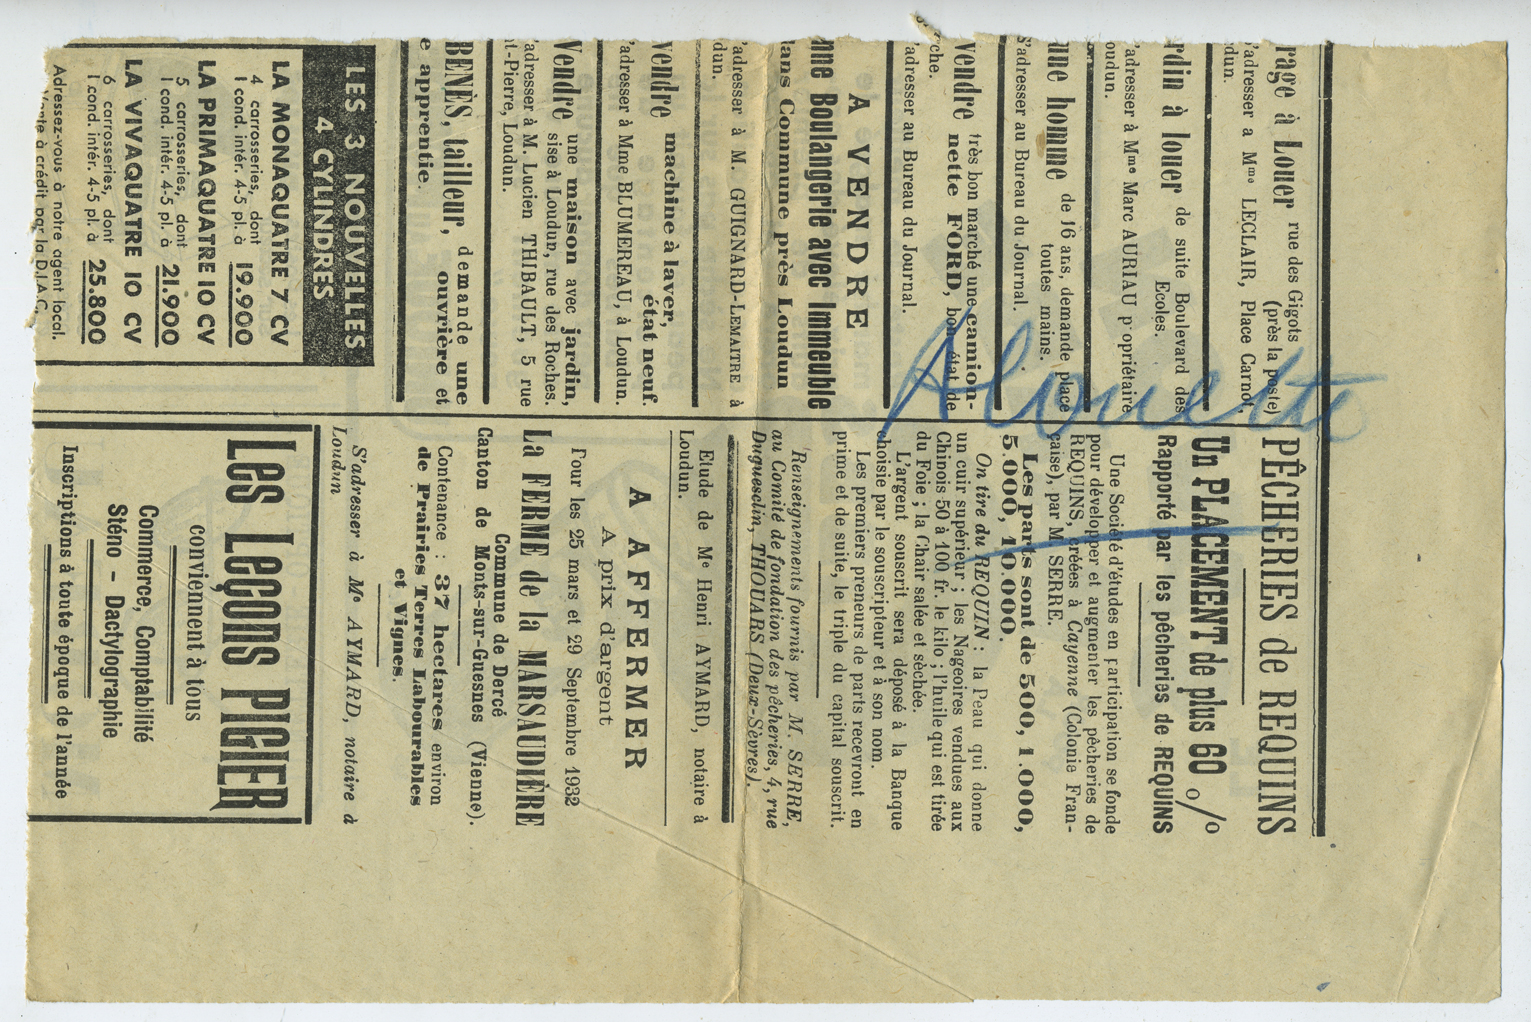 rage à Louer rue des Gigots
(près la poste)
'adresser a Mme LECLAIR, Place Carnot,
dun.
rdin à louer de suite Boulevard des
Ecoles.
'adresser à Mme Marc AURIAU p opriétaire
oudun.
une homme de 16 ans, demande place
toutes mains.
S'adresser au Bureau du Journal.
vendre très bon marché une camion-
nette FORD, bon état de
che.
'adresser au Bureau du Journal.
A VENDRE
nne Boulangerie avec Immeuble
dans Commune près Loudun
'adresser à M. GUIGNARD-LEMAITRE à
dun.
Vendre machine à laver,
état neuf.
'adresser à Mme BLUMEREAU, à Loudun.
Vendre une maison avec jardin,
sise à Loudun, rue des Roches.
'adresser à M. Lucien THIBAULT, 5 rue
nt-Pierre, Loudun.
BENÈS, tailleur, demande une
ouvrière et
e apprentie.
LES 3 NOUVELLES
4 CYLINDRES
LA MONAQUATRE 7 CV
4 carrosseries, dont
1 cond. intér. 4-5 pl. à 19.900
LA PRIMAQUATRE 10 CV
5 carrosseries, dont
1 cond. intér. 4-5 pl. à 21.900
LA VIVAQUATRE 10 CV
6 carrosseries, dont
1 cond. intér. 4-5 pl. à 25.800
Adressez-vous à notre agent local.
Vente à crédit par la D.I.A.C.
Alouette
PÊCHERIES de REQUINS
Un PLACEMENT de plus 60 %
Rapporté par les pêcheries de REQUINS
Une Société d'études en participation se fonde
pour développer et augmenter les pêcheries de
REQUINS, créées à Cayenne (Colonie Fran-
çaise), par M. SERRE.
Les parts sont de 500, 1.000,
5.000, 10.000.
On tire du REQUIN : la Peau qui donne
un cuir supérieur ; les Nageoires vendues aux
Chinois 50 à 100 fr. le kilo ; l'huile qui est tirée
du Foie ; la Chair salée et séchée.
L'argent souscrit sera déposé à la Banque
choisie par le souscripteur et à son nom.
Les premiers preneurs de parts recevront en
prime et de suite, le triple du capital souscrit.
Renseignements fournis par M. SERRE,
au Comité de fondation des pêcheries, 4, rue
Duguesclin, THOUARS (Deux-Sèvres).
Etude de Me Henri AYMARD, notaire à
Loudun.
A AFFERMER
A prix d'argent
Pour les 25 mars et 29 Septembre 1932
La FERME de la MARSAUDIÈRE
Commune de Dercé
Canton de Monts-sur-Guesnes (Vienne).
Contenance : 37 hectares environ
de Prairies Terres Labourables
et Vignes.
S'adresser à Me AYMARD, notaire à
Loudun
Les Leçons PIGIER
conviennent à tous
Commerce, Comptabilité
Sténo - Dactylographie
Inscriptions à toute époque de l'année